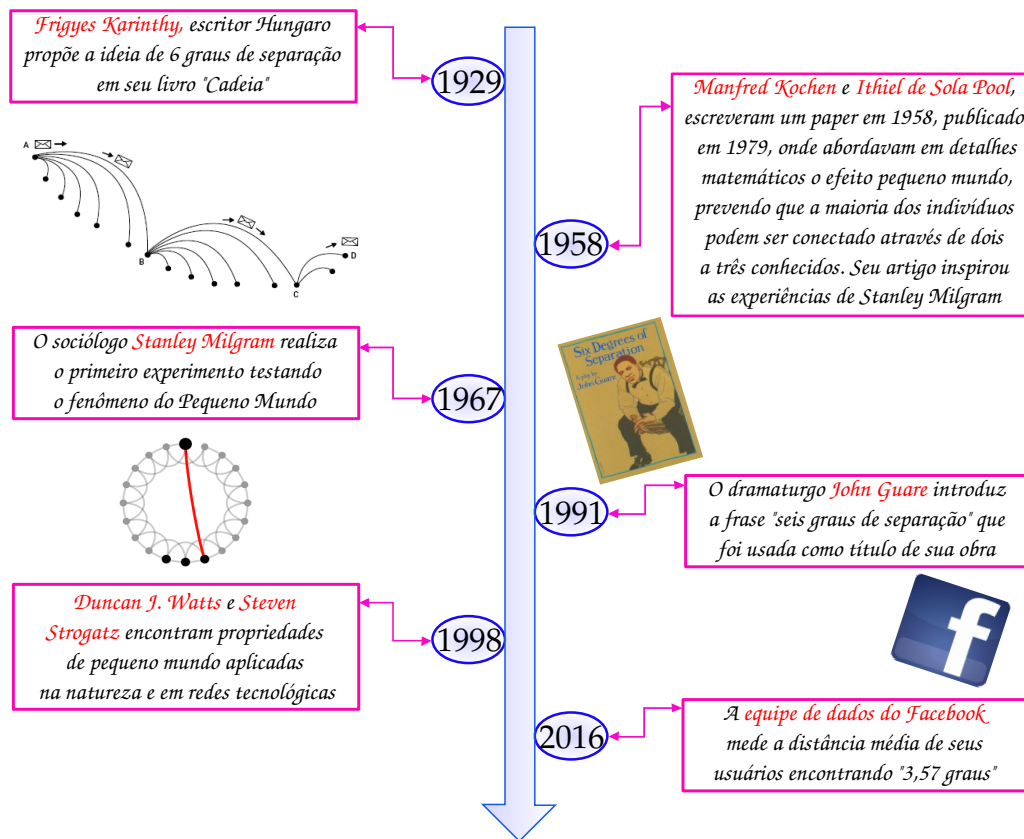 Frigyes Karinthy, escritor Hungaro
propõe a ideia de 6 graus de separação
em seu livro "Cadeia"
1929
Manfred Kochen e Ithiel de Sola Pool,
escreveram um paper em 1958, publicado
em 1979, onde abordavam em detalhes
matemáticos o efeito pequeno mundo,
prevendo que a maioria dos indivíduos
podem ser conectado através de dois
a três conhecidos. Seu artigo inspirou
as experiências de Stanley Milgram
1958
A
B
C
D
O sociólogo Stanley Milgram realiza
o primeiro experimento testando
o fenômeno do Pequeno Mundo
1967
Six Degrees of
Separation
A play by
John Guare
1991
O dramaturgo John Guare introduz
a frase "seis graus de separação" que
foi usada como título de sua obra
Duncan J. Watts e Steven
Strogatz encontram propriedades
de pequeno mundo aplicadas
na natureza e em redes tecnológicas
1998
f
2016
A equipe de dados do Facebook
mede a distância média de seus
usuários encontrando "3,57 graus"